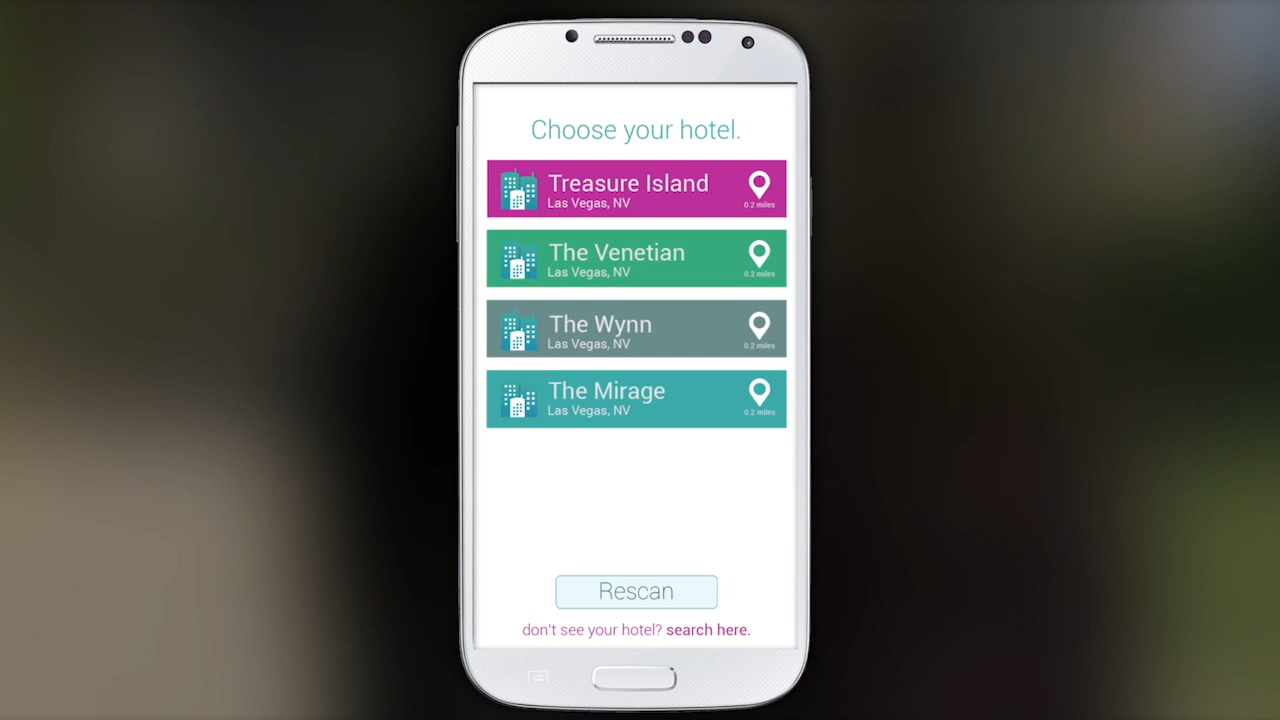 Choose your hotel.
Treasure Island
Las Vegas, NV
0.2 miles
The Venetian
Las Vegas, NV
0.2 miles
The Wynn
Las Vegas, NV
0.2 miles
The Mirage
Las Vegas, NV
0.2 miles
Rescan
don't see your hotel? search here.